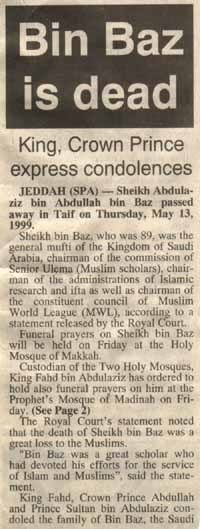 Bin Baz
is dead
King, Crown Prince
express condolences
JEDDAH (SPA) — Sheikh Abdula-
ziz bin Abdullah bin Baz passed
away in Taif on Thursday, May 13,
1999.
Sheikh bin Baz, who was 89, was the
general mufti of the Kingdom of Saudi
Arabia, chairman of the commission of
Senior Ulema (Muslim scholars), chair-
man of the administrations of Islamic
research and ifta as well as chairman of
the constituent council of Muslim
World League (MWL), according to a
statement released by the Royal Court.
Funeral prayers on Sheikh bin Baz
will be held on Friday at the Holy
Mosque of Makkah.
Custodian of the Two Holy Mosques,
King Fahd bin Abdulaziz has ordered to
hold also funeral prayers on him at the
Prophet's Mosque of Madinah on Fri-
day. (See Page 2)
The Royal Court's statement noted
that the death of Sheikh bin Baz was a
great loss to the Muslims.
"Bin Baz was a great scholar who
had devoted his efforts for the service
of Islam and Muslims", said the state-
ment.
King Fahd, Crown Prince Abdullah
and Prince Sultan bin Abdulaziz con-
doled the family of Bin Baz, the Saudi